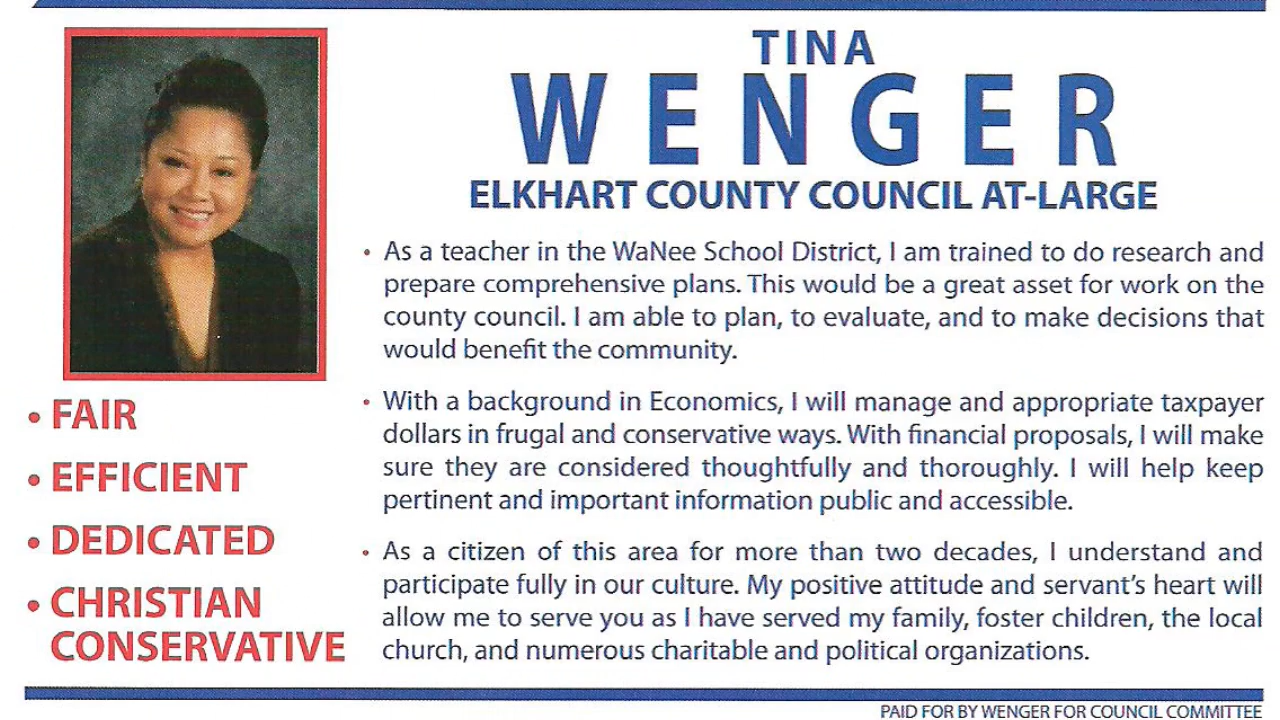 TINA
WENGER
ELKHART COUNTY COUNCIL AT-LARGE
• FAIR
• EFFICIENT
• DEDICATED
• CHRISTIAN
CONSERVATIVE
• As a teacher in the WaNee School District, I am trained to do research and
prepare comprehensive plans. This would be a great asset for work on the
county council. I am able to plan, to evaluate, and to make decisions that
would benefit the community.
• With a background in Economics, I will manage and appropriate taxpayer
dollars in frugal and conservative ways. With financial proposals, I will make
sure they are considered thoughtfully and thoroughly. I will help keep
pertinent and important information public and accessible.
• As a citizen of this area for more than two decades, I understand and
participate fully in our culture. My positive attitude and servant's heart will
allow me to serve you as I have served my family, foster children, the local
church, and numerous charitable and political organizations.
PAID FOR BY WENGER FOR COUNCIL COMMITTEE